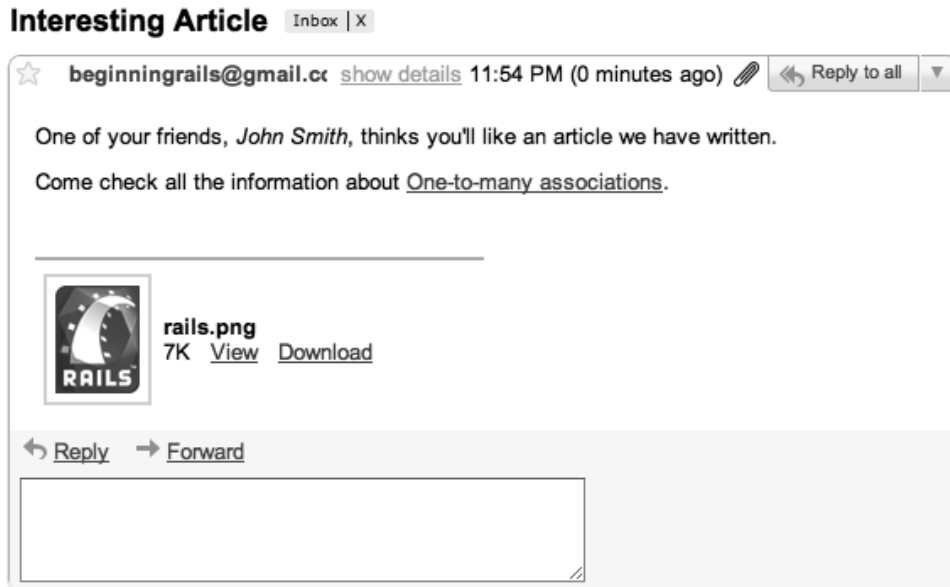 Interesting Article Inbox | X
beginningrails@gmail.cc show details 11:54 PM (0 minutes ago) Reply to all
One of your friends, John Smith, thinks you'll like an article we have written.
Come check all the information about One-to-many associations.
RAILS
rails.png
7K View Download
Reply Forward